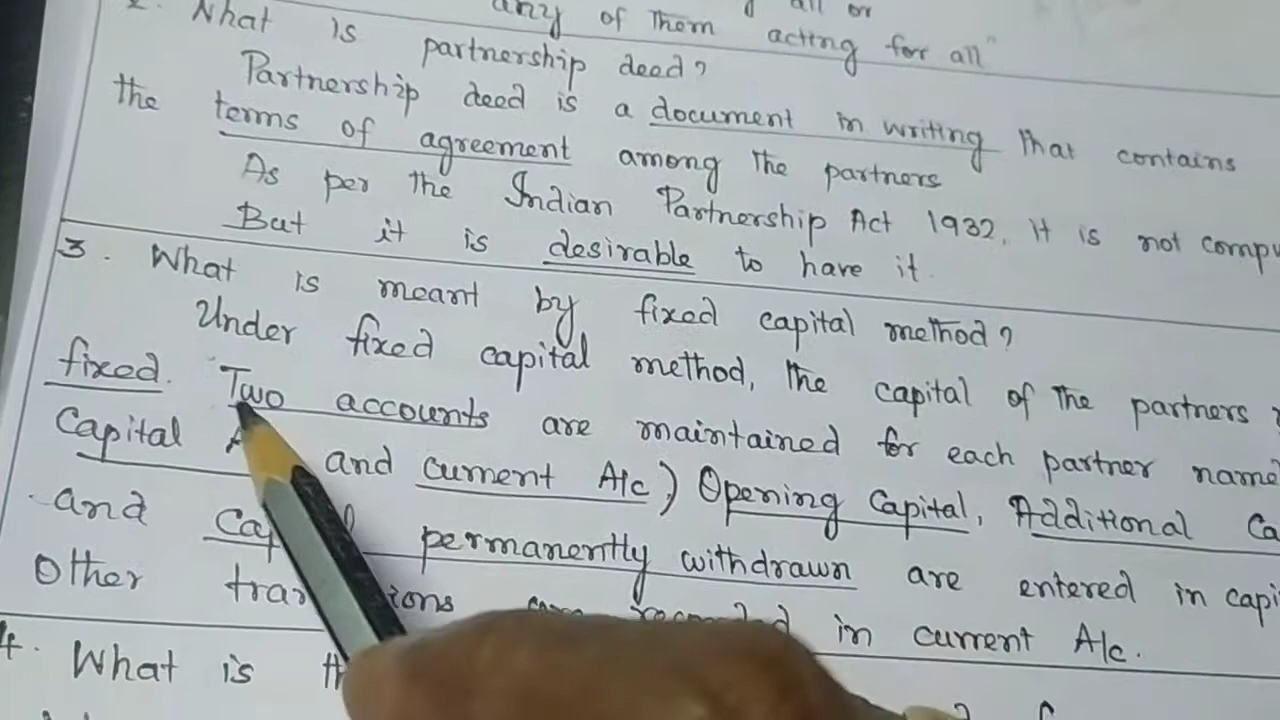 all or
any of them acting for all"
2. What is partnership deed?
Partnership deed is a document in writing that contains
the terms of agreement among the partners
As per the Indian Partnership Act 1932, It is not
But it is desirable to have it.
3. What is meant by fixed capital method?
Under fixed capital method, the capital of the partners
fixed. Two accounts are maintained for each partner
Capital and current A/c) Opening Capital, Additional
and permanently withdrawn are entered in
Other in current A/c.
4. What is